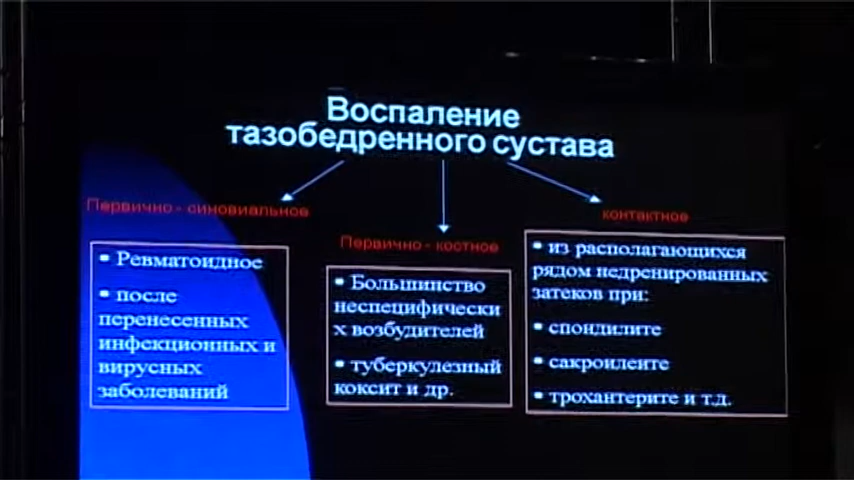 Воспаление
тазобедренного сустава
Первично - синовиальное
Ревматоидное
после
перенесенных
инфекционных и
вирусных
заболеваний
Первично - костное
Большинство
неспецифически
х возбудителей
туберкулезный
коксит и др.
контактное
из располагающихся
рядом недренированных
затеков при:
спондилите
сакроилеите
трохантерите и т.д.